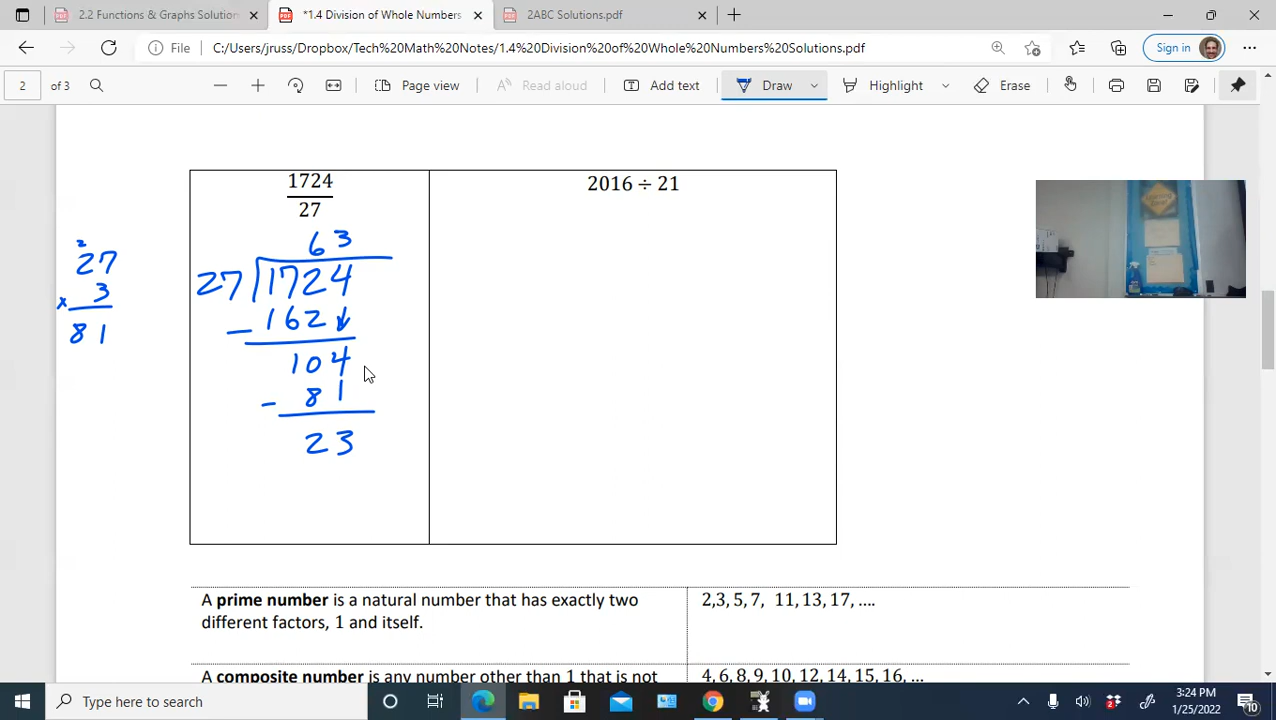 2.2 Functions & Graphs Solution
*1.4 Division of Whole Numbers
2ABC Solutions.pdf
File
C:/Users/jruss/Dropbox/Tech%20Math%20Notes/1.4%20Division%20of%20Whole%20Numbers%20Solutions.pdf
Sign in
2 of 3
Page view
Read aloud
Add text
Draw
Highlight
Erase
1724
27
2016 ÷ 21
63
27 1724
- 162
104
- 81
23
2
27
x 3
81
A prime number is a natural number that has exactly two
different factors, 1 and itself.
2,3,5,7, 11,13,17, ....
A composite number is any number other than 1 that is not
4,6,8,9,10,12,14,15,16, ...
Type here to search
3:24 PM
1/25/2022
10